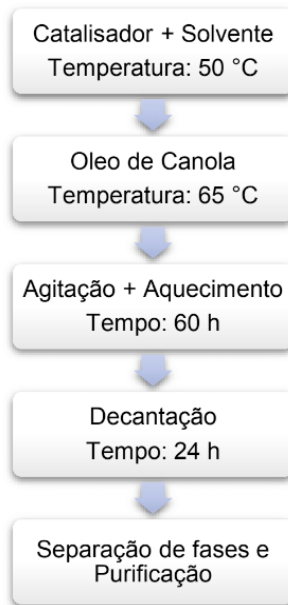 Catalisador + Solvente
Temperatura: 50 °C
Oleo de Canola
Temperatura: 65 °C
Agitação + Aquecimento
Tempo: 60 h
Decantação
Tempo: 24 h
Separação de fases e
Purificação